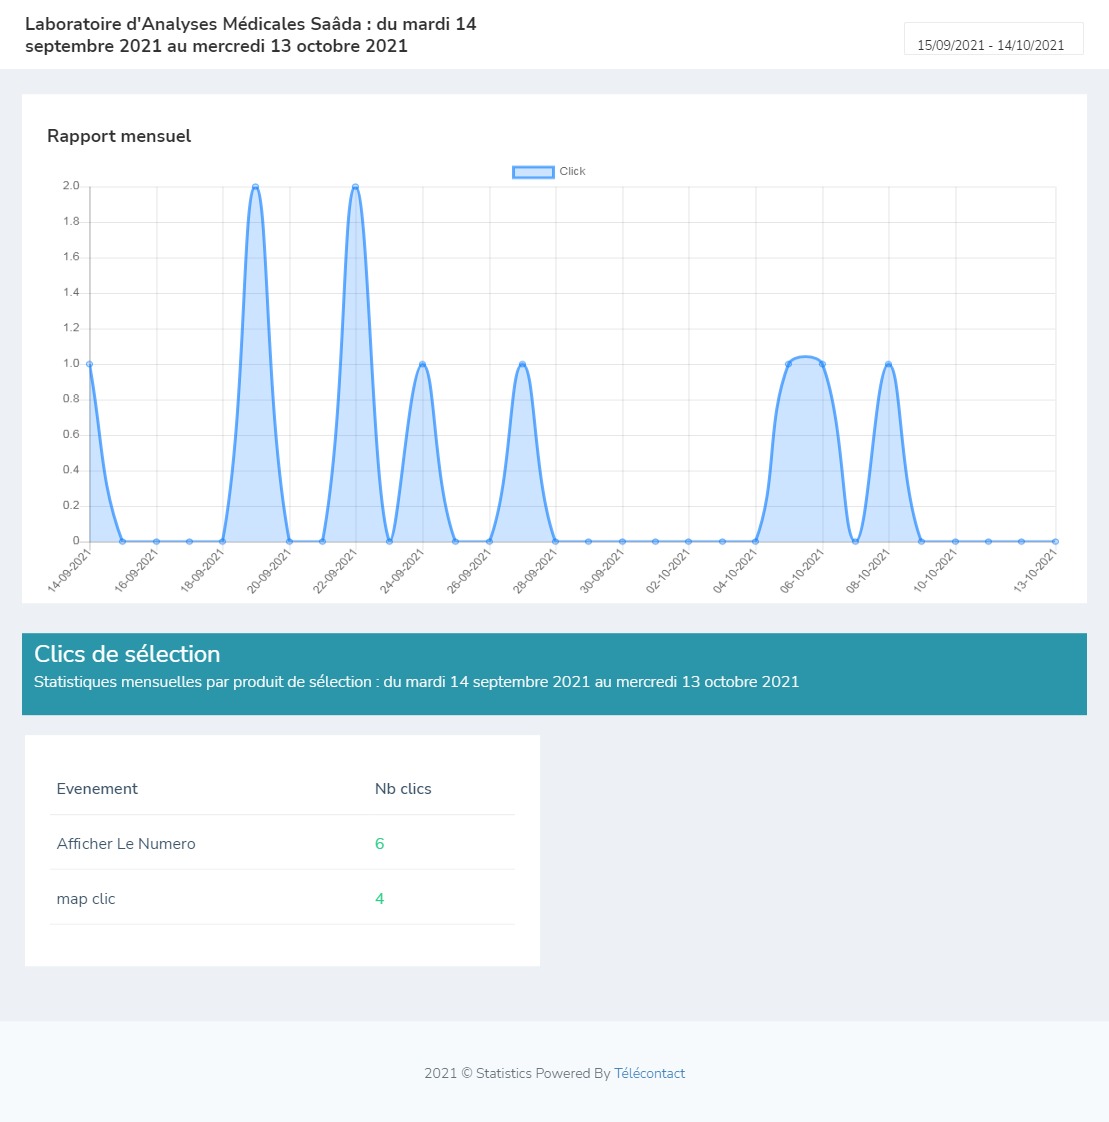 Laboratoire d'Analyses Médicales Saâda : du mardi 14
septembre 2021 au mercredi 13 octobre 2021
15/09/2021 - 14/10/2021
Rapport mensuel
Click
2.0
1.8
1.6
1.4
1.2
1.0
0.8
0.6
0.4
0.2
0
14-09-2021
16-09-2021
18-09-2021
20-09-2021
22-09-2021
24-09-2021
26-09-2021
28-09-2021
30-09-2021
02-10-2021
04-10-2021
06-10-2021
08-10-2021
10-10-2021
13-10-2021
Clics de sélection
Statistiques mensuelles par produit de sélection : du mardi 14 septembre 2021 au mercredi 13 octobre 2021
Evenement Nb clics
Afficher Le Numero 6
map clic 4
2021 © Statistics Powered By Télécontact